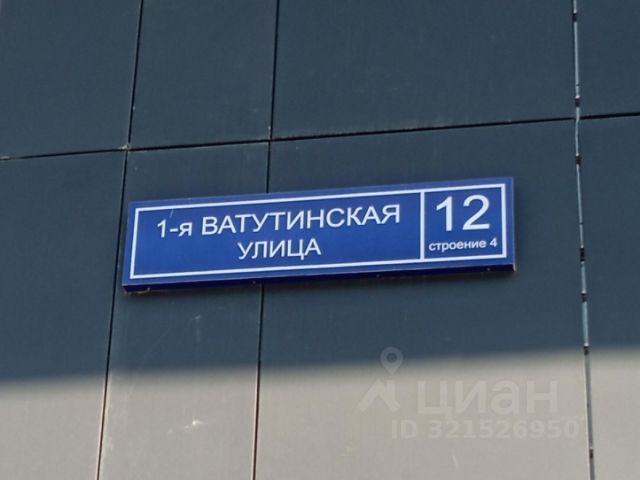 1-я ВАТУТИНСКАЯ
УЛИЦА
12
строение 4
циан
ID 321526950